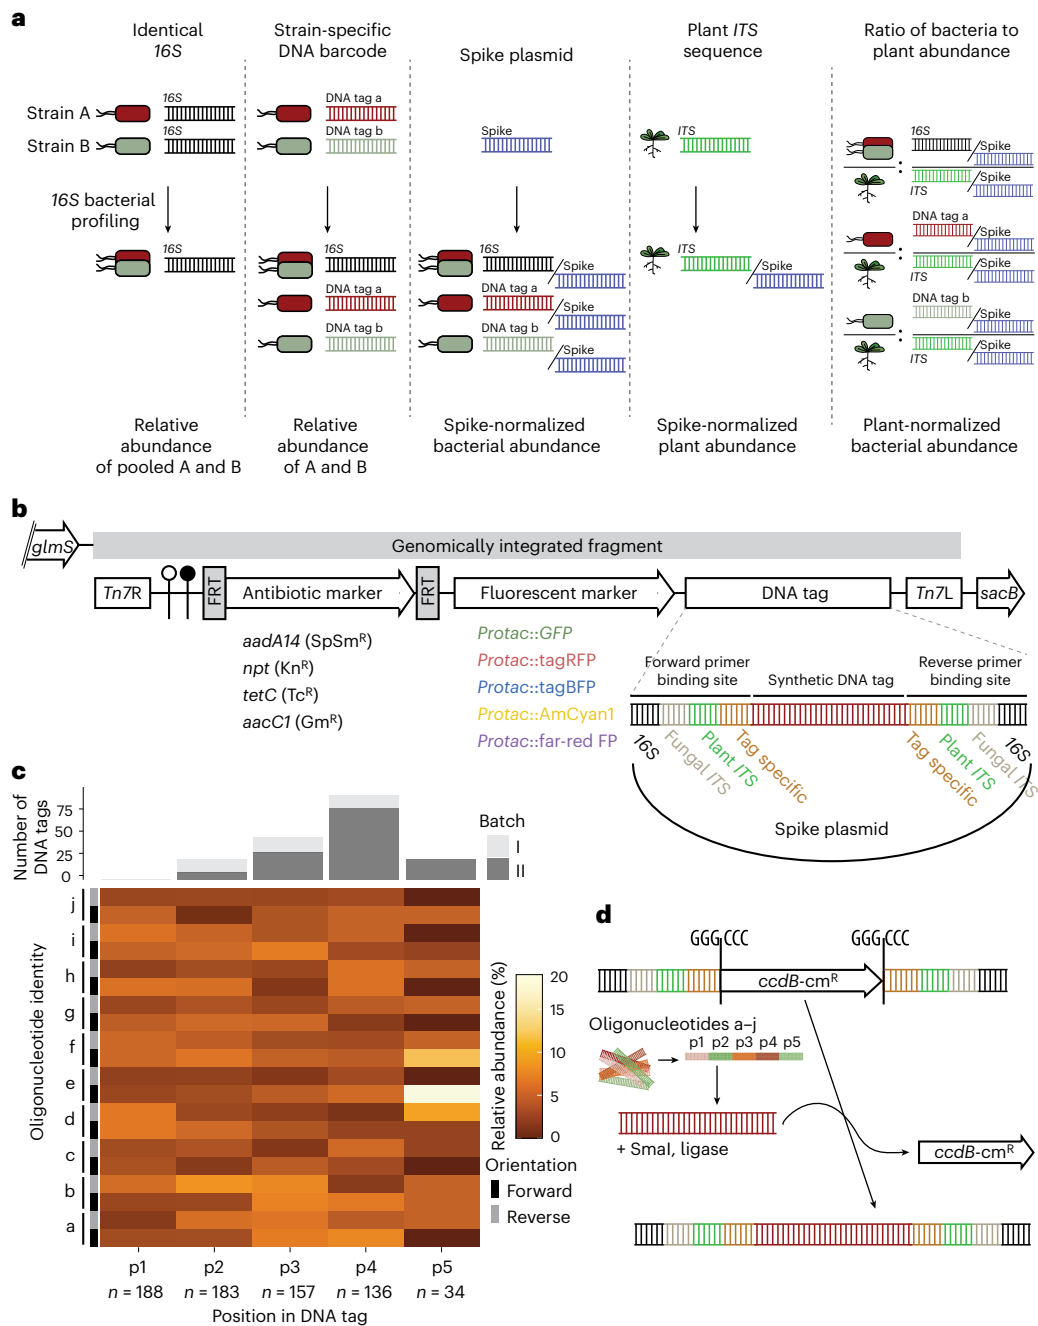 a
Identical
16S
Strain-specific
DNA barcode
Spike plasmid
Plant ITS
sequence
Ratio of bacteria to
plant abundance
Strain A
16S
DNA tag a
Strain B
16S
DNA tag b
Spike
ITS
16S
Spike
ITS
Spike
16S bacterial
profiling
DNA tag a
Spike
ITS
Spike
16S
16S
DNA tag a
DNA tag b
16S
Spike
DNA tag a
Spike
DNA tag b
Spike
ITS
Spike
DNA tag b
Spike
ITS
Spike
Relative
abundance
of pooled A and B
Relative
abundance
of A and B
Spike-normalized
bacterial abundance
Spike-normalized
plant abundance
Plant-normalized
bacterial abundance
b
glmS
Genomically integrated fragment
Tn7R
FRT
Antibiotic marker
FRT
Fluorescent marker
DNA tag
Tn7L
sacB
aadA14 (SpSmᴿ)
npt (Knᴿ)
tetC (Tcᴿ)
aacC1 (Gmᴿ)
Protac::GFP
Protac::tagRFP
Protac::tagBFP
Protac::AmCyan1
Protac::far-red FP
Forward primer
binding site
Synthetic DNA tag
Reverse primer
binding site
16S
Fungal ITS
Plant ITS
Tag specific
Tag specific
Plant ITS
Fungal ITS
16S
Spike plasmid
c
Number of
DNA tags
75
50
25
0
Batch
I
II
Oligonucleotide identity
j
i
h
g
f
e
d
c
b
a
Relative abundance (%)
20
15
10
5
0
Orientation
Forward
Reverse
p1
p2
p3
p4
p5
n = 188
n = 183
n = 157
n = 136
n = 34
Position in DNA tag
d
GGG CCC
GGG CCC
ccdB-cmᴿ
Oligonucleotides a–j
p1 p2 p3 p4 p5
+ SmaI, ligase
ccdB-cmᴿ